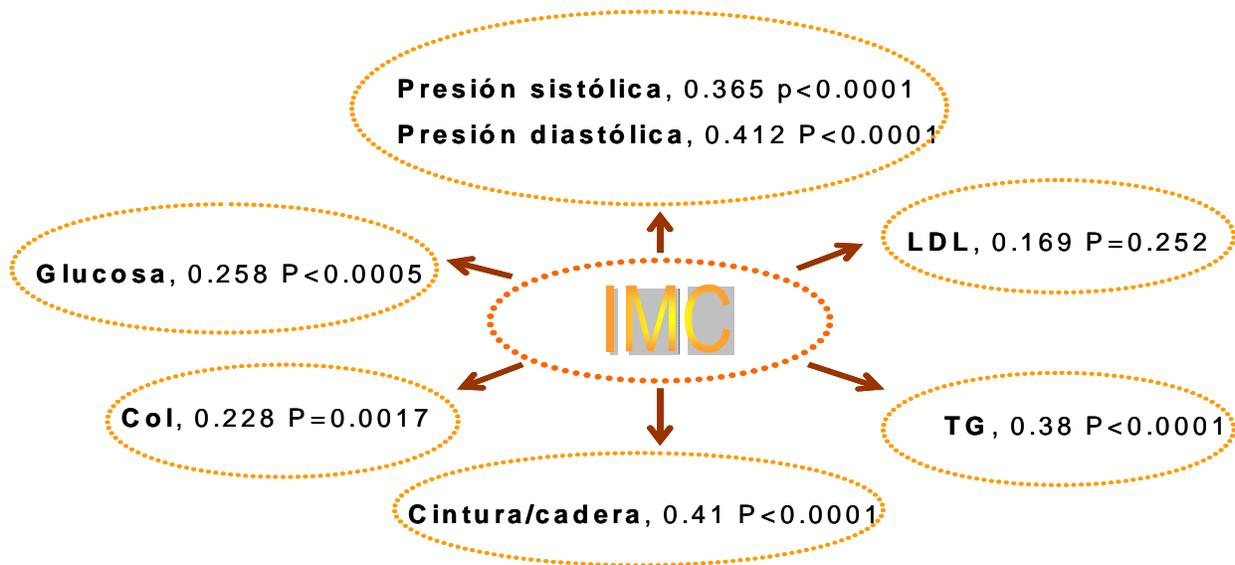 Presión sistólica, 0.365 p<0.0001
Presión diastólica, 0.412 P<0.0001
LDL, 0.169 P=0.252
Glucosa, 0.258 P<0.0005
IMC
Col, 0.228 P=0.0017
TG, 0.38 P<0.0001
Cintura/cadera, 0.41 P<0.0001